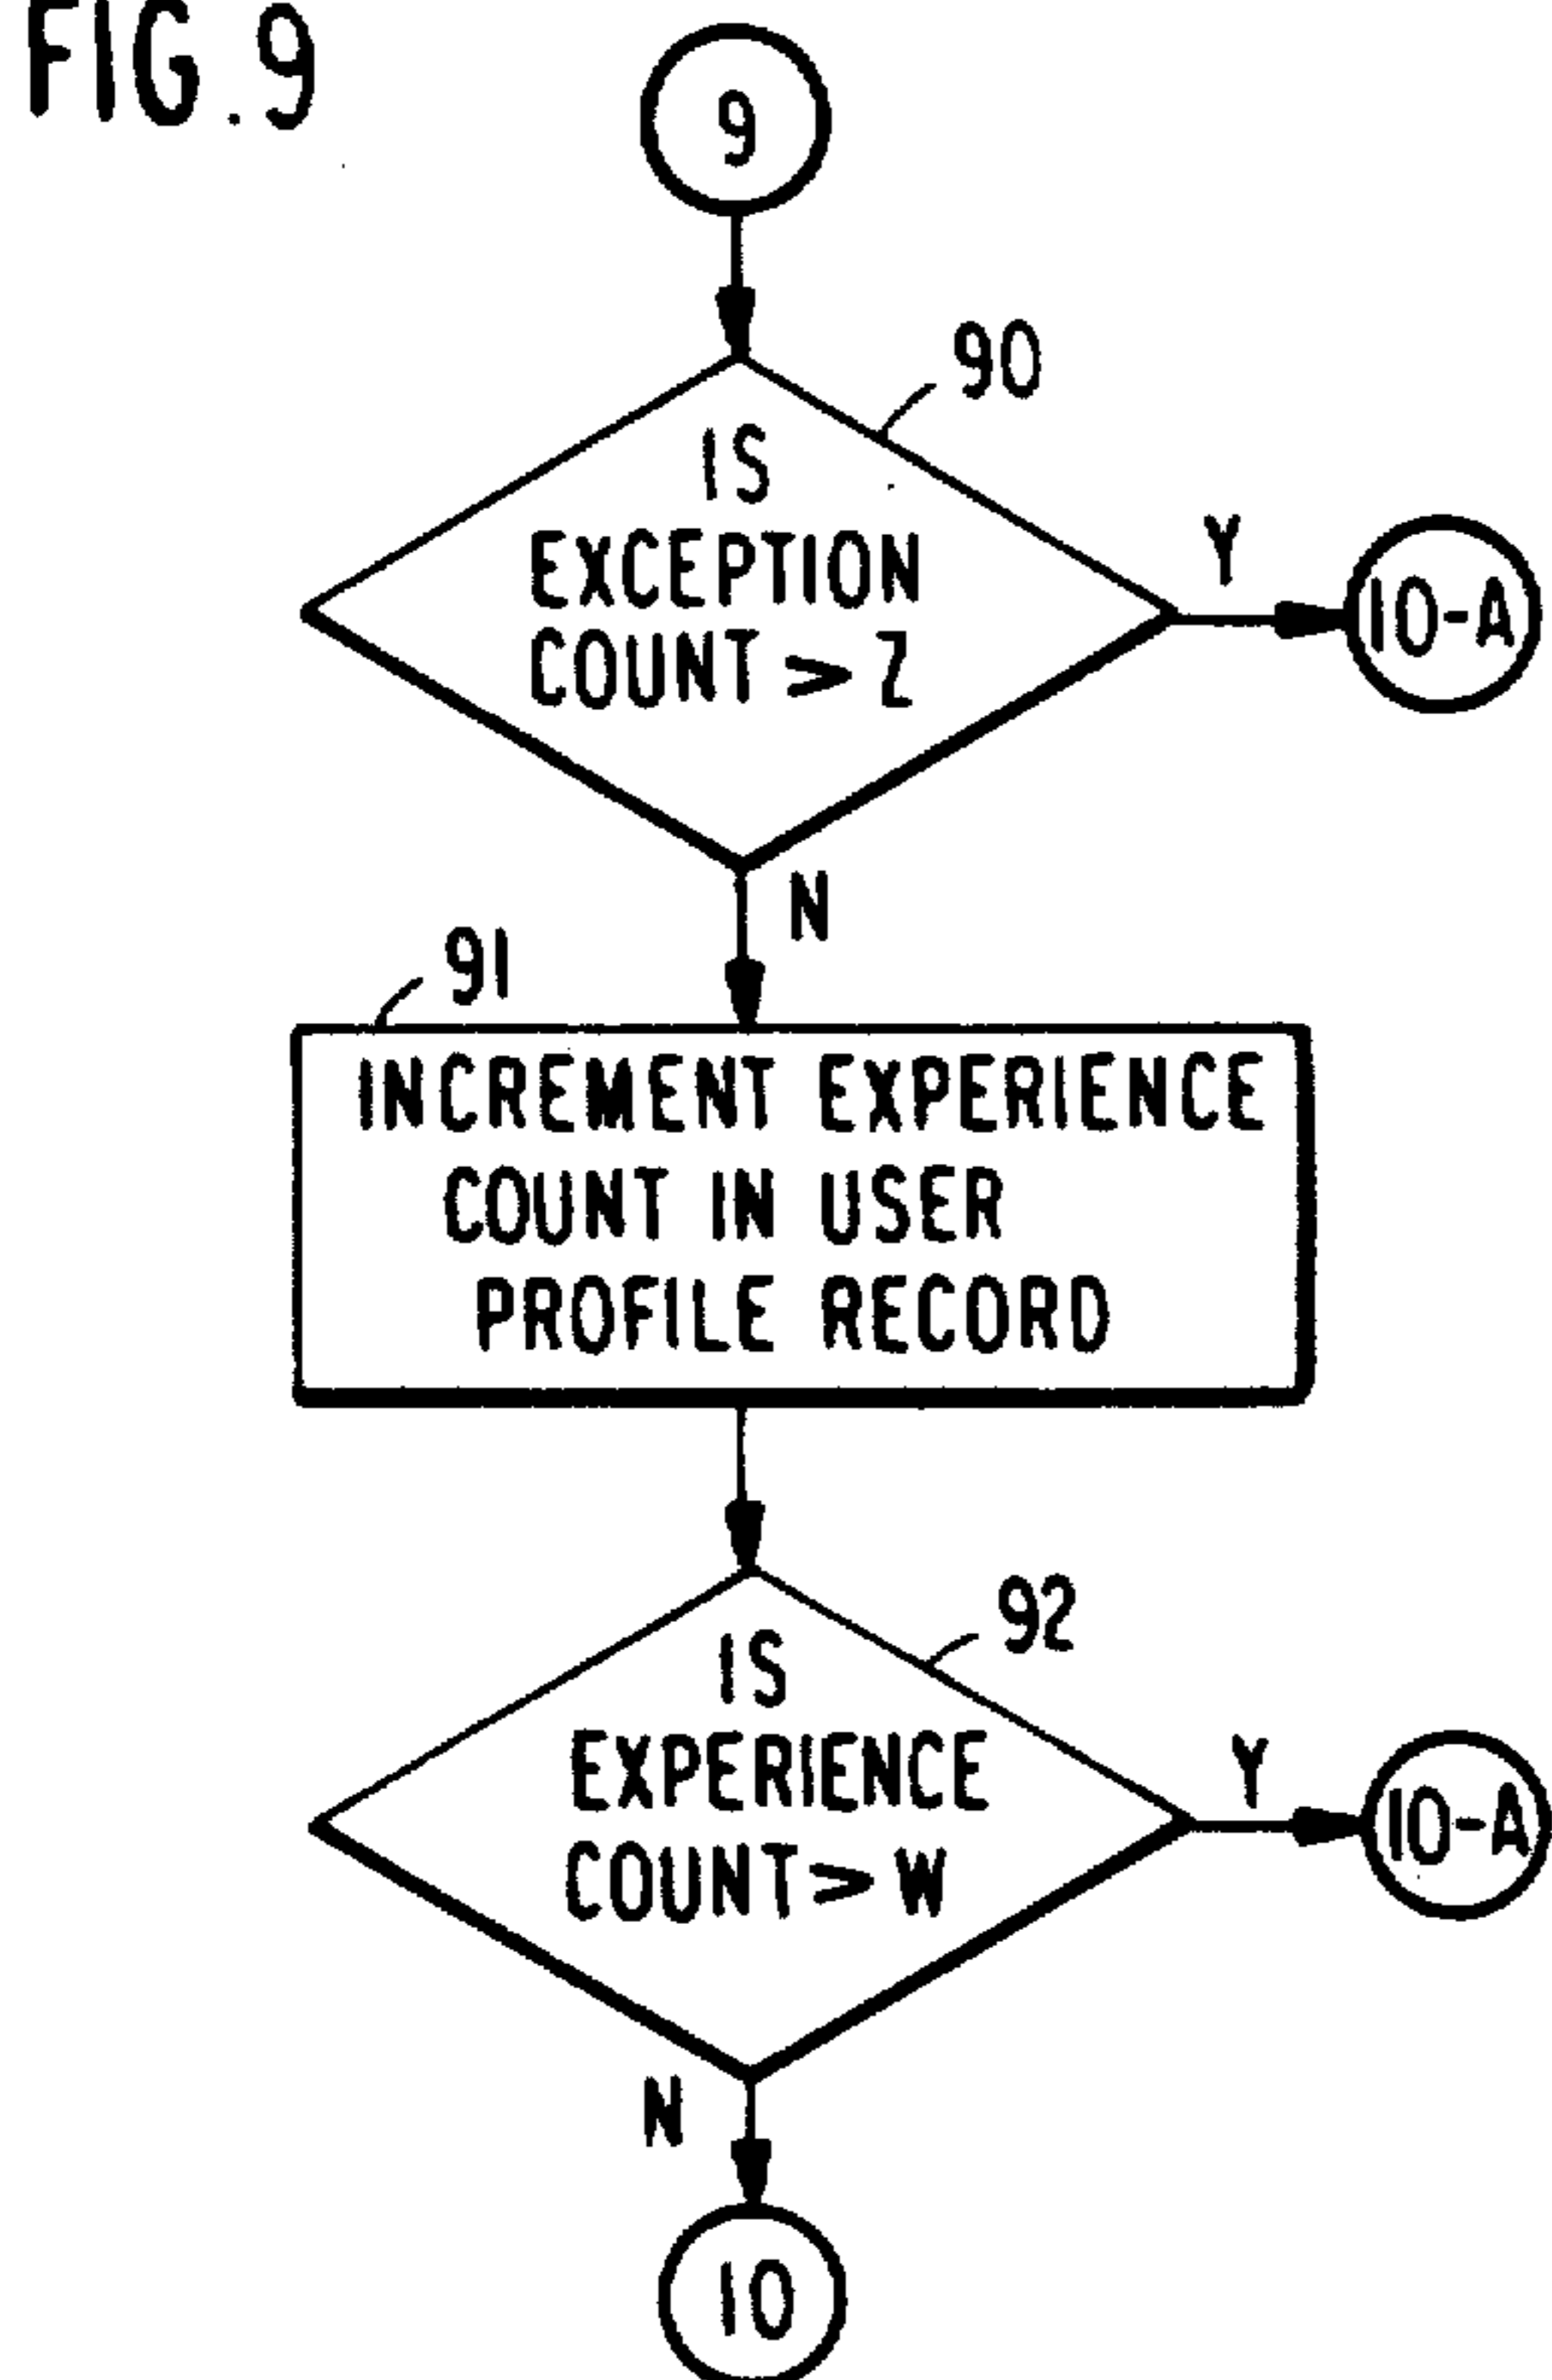 FIG.9
9
90
IS
EXCEPTION
COUNT > Z
Y
10-A
N
91
INCREMENT EXPERIENCE
COUNT IN USER
PROFILE RECORD
92
IS
EXPERIENCE
COUNT > W
Y
10-A
N
10